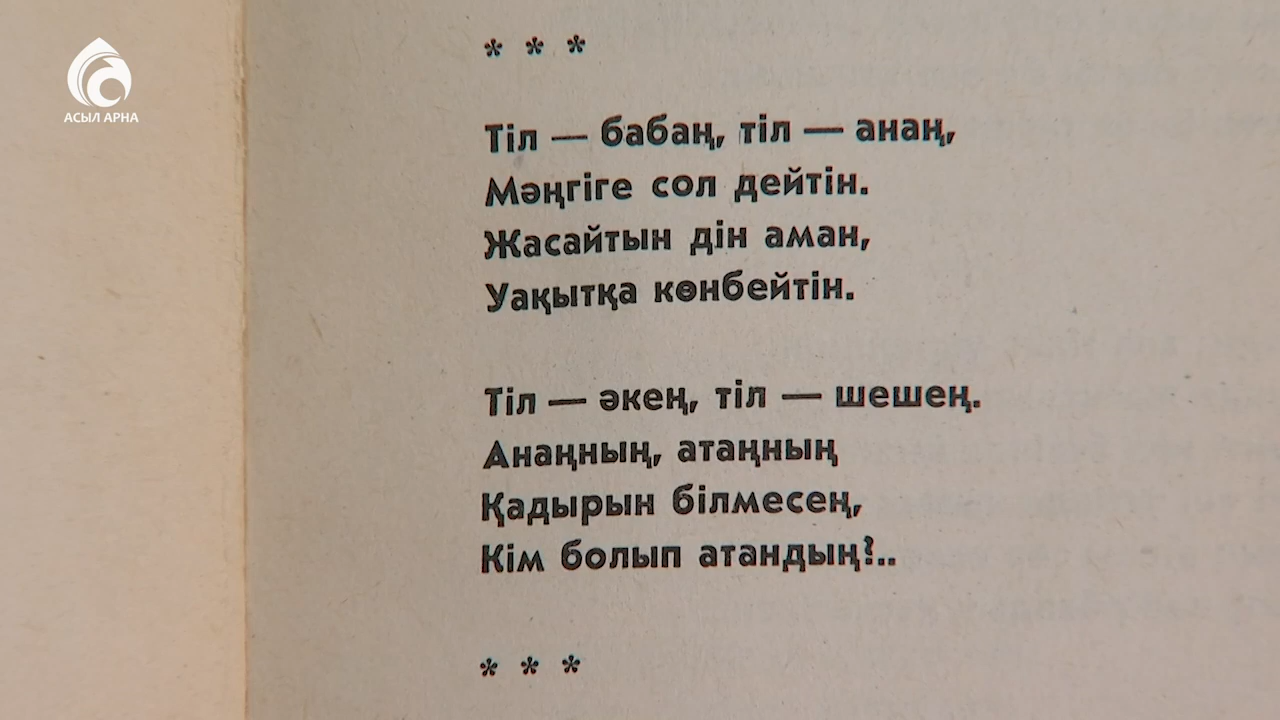 АСЫЛ АРНА
* * *
Тіл — бабаң, тіл — анаң,
Мәңгіге сол дейтін.
Жасайтын дін аман,
Уақытқа көнбейтін.
Тіл — әкең, тіл — шешең.
Анаңның, атаңның
Қадырын білмесең,
Кім болып атандың?..
* * *